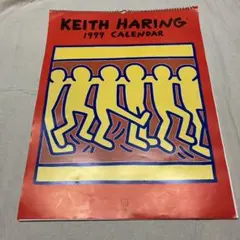 KEITH HARING
1997 CALENDAR